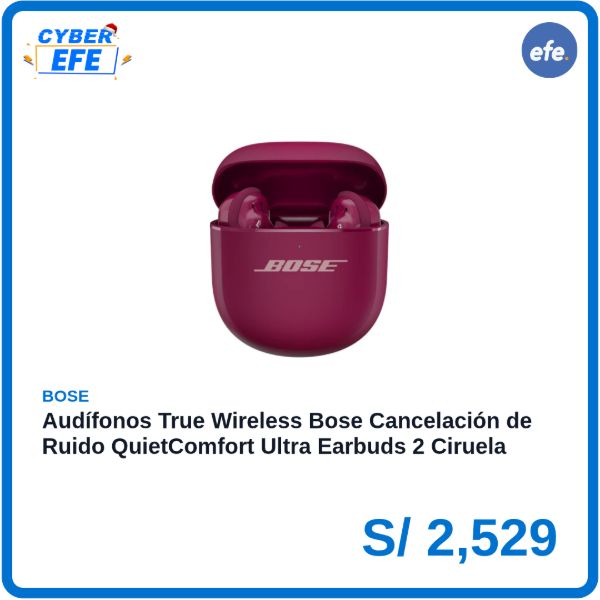 CYBER
EFE
efe.
BOSE
BOSE
Audífonos True Wireless Bose Cancelación de
Ruido QuietComfort Ultra Earbuds 2 Ciruela
S/ 2,529